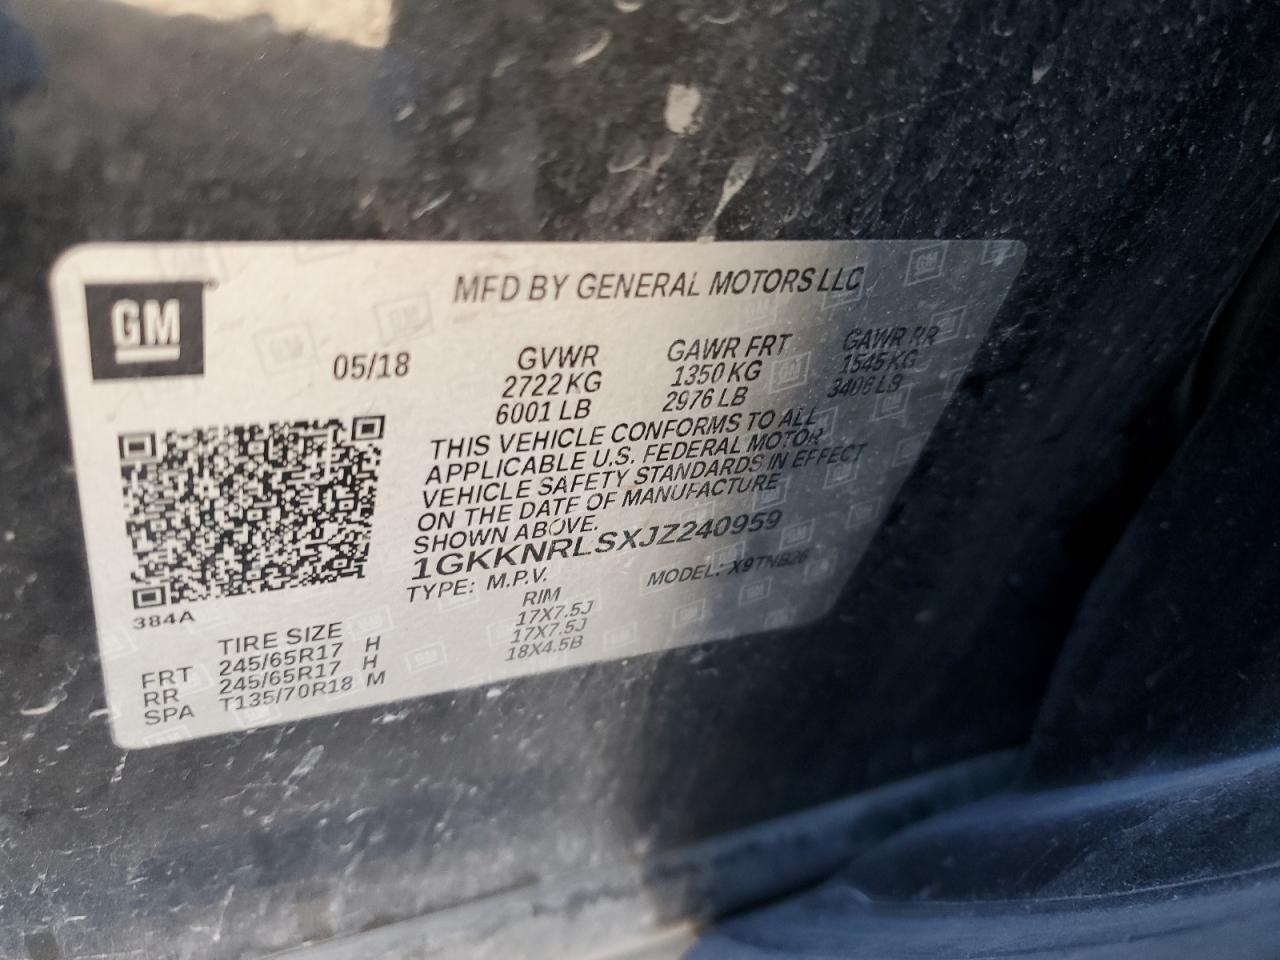 GM
MFD BY GENERAL MOTORS LLC
05/18 GVWR GAWR FRT GAWR RR
2722 KG 1350 KG 1545 KG
6001 LB 2976 LB 3406 LB
THIS VEHICLE CONFORMS TO ALL
APPLICABLE U.S. FEDERAL MOTOR
VEHICLE SAFETY STANDARDS IN EFFECT
ON THE DATE OF MANUFACTURE
SHOWN ABOVE.
1GKKNRLSXJZ240959
TYPE: M.P.V. MODEL: X9TNB26
384A
TIRE SIZE RIM
FRT 245/65R17 H 17X7.5J
RR 245/65R17 H 17X7.5J
SPA T135/70R18 M 18X4.5B